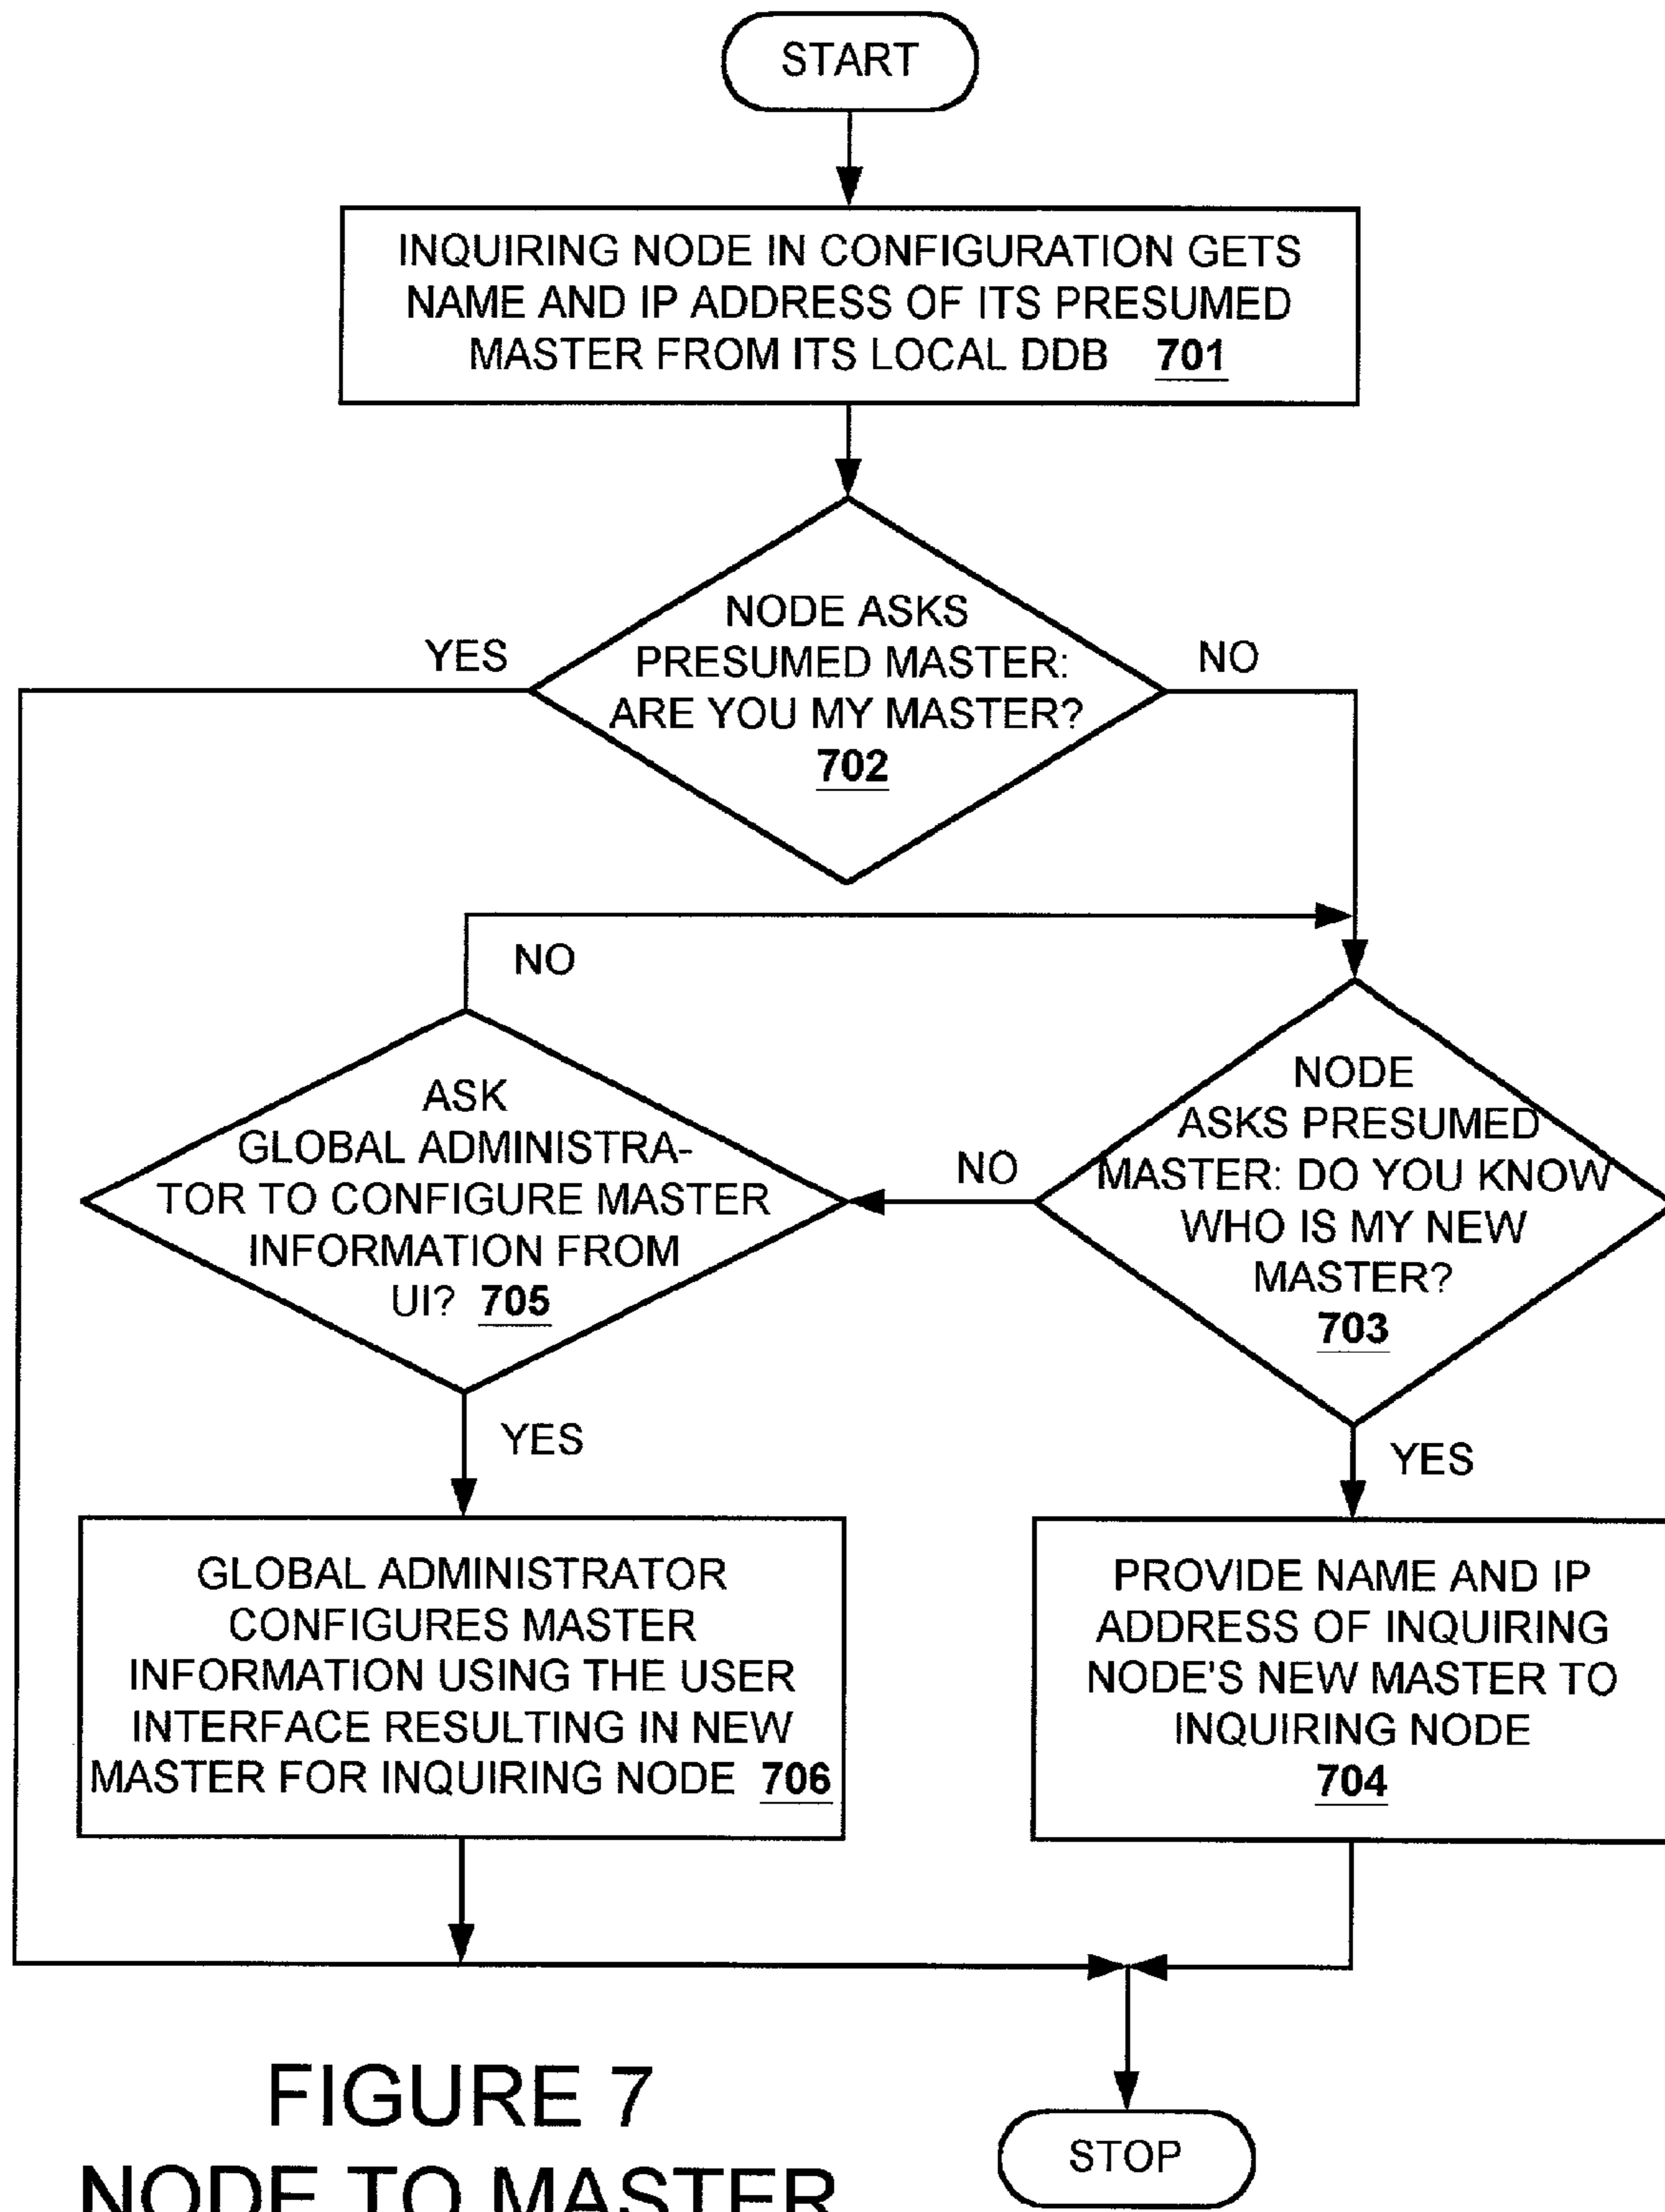 START
INQUIRING NODE IN CONFIGURATION GETS
NAME AND IP ADDRESS OF ITS PRESUMED
MASTER FROM ITS LOCAL DDB 701
NODE ASKS
PRESUMED MASTER:
ARE YOU MY MASTER?
702
YES
NO
NO
ASK
GLOBAL ADMINISTRA-
TOR TO CONFIGURE MASTER
INFORMATION FROM
UI? 705
NO
NODE
ASKS PRESUMED
MASTER: DO YOU KNOW
WHO IS MY NEW
MASTER?
703
YES
YES
GLOBAL ADMINISTRATOR
CONFIGURES MASTER
INFORMATION USING THE USER
INTERFACE RESULTING IN NEW
MASTER FOR INQUIRING NODE 706
PROVIDE NAME AND IP
ADDRESS OF INQUIRING
NODE'S NEW MASTER TO
INQUIRING NODE
704
FIGURE 7
NODE TO MASTER
STOP